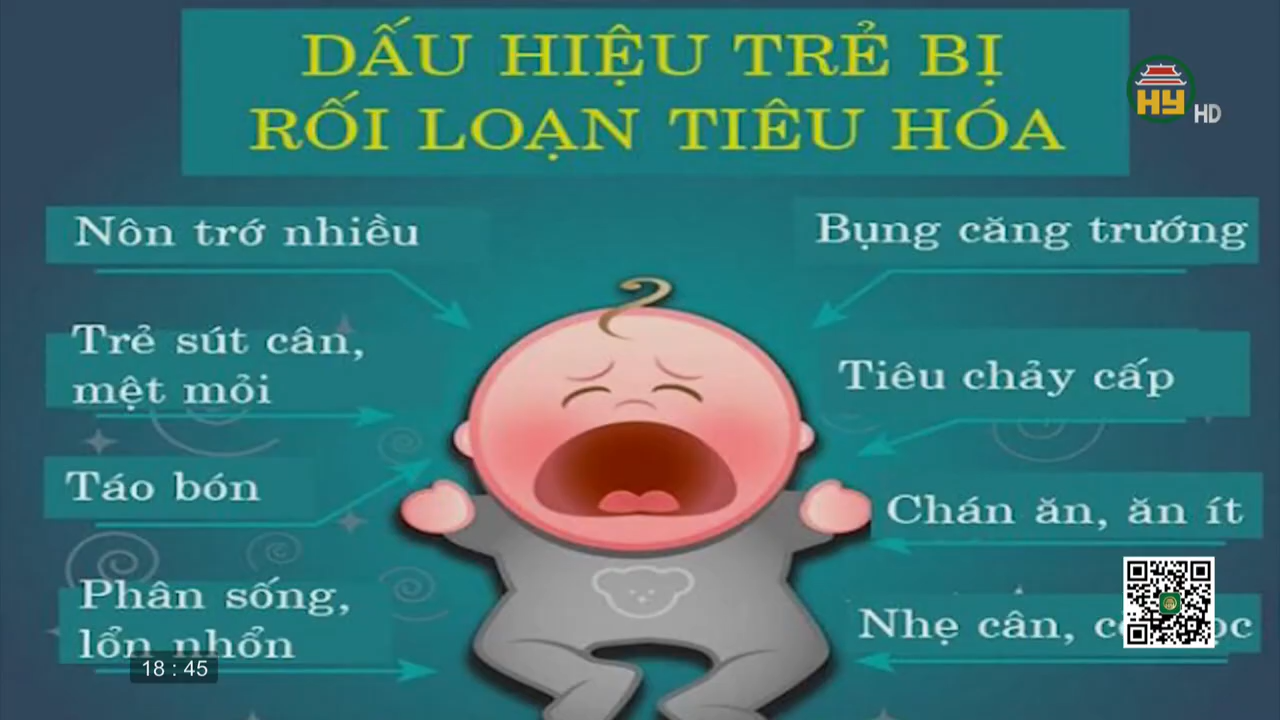 DẤU HIỆU TRẺ BỊ
RỐI LOẠN TIÊU HÓA
HY HD
Nôn trớ nhiều
Bụng căng trướng
Trẻ sút cân,
mệt mỏi
Tiêu chảy cấp
Táo bón
Chán ăn, ăn ít
Phân sống,
lổn nhổn
Nhẹ cân,
18 : 45